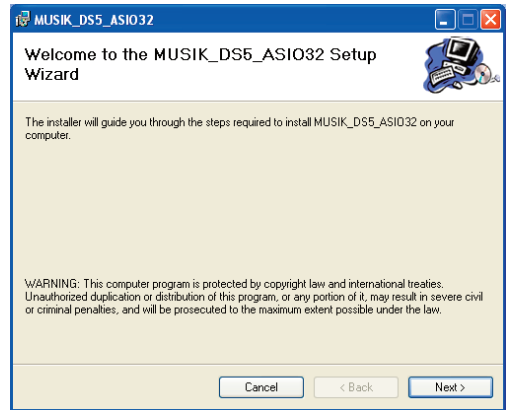 MUSIK_DS5_ASIO32
Welcome to the MUSIK_DS5_ASIO32 Setup
Wizard
The installer will guide you through the steps required to install MUSIK_DS5_ASIO32 on your
computer.
WARNING: This computer program is protected by copyright law and international treaties.
Unauthorized duplication or distribution of this program, or any portion of it, may result in severe civil
or criminal penalties, and will be prosecuted to the maximum extent possible under the law.
Cancel < Back Next >